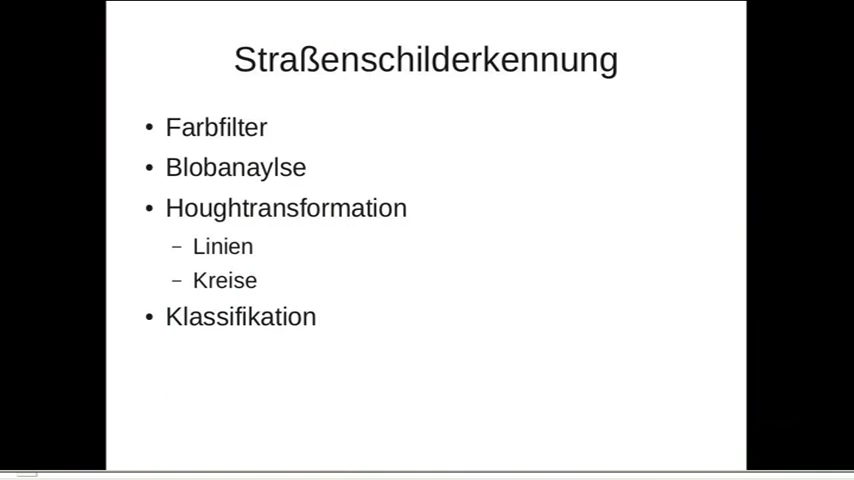 Straßenschilderkennung
• Farbfilter
• Blobanaylse
• Houghtransformation
– Linien
– Kreise
• Klassifikation